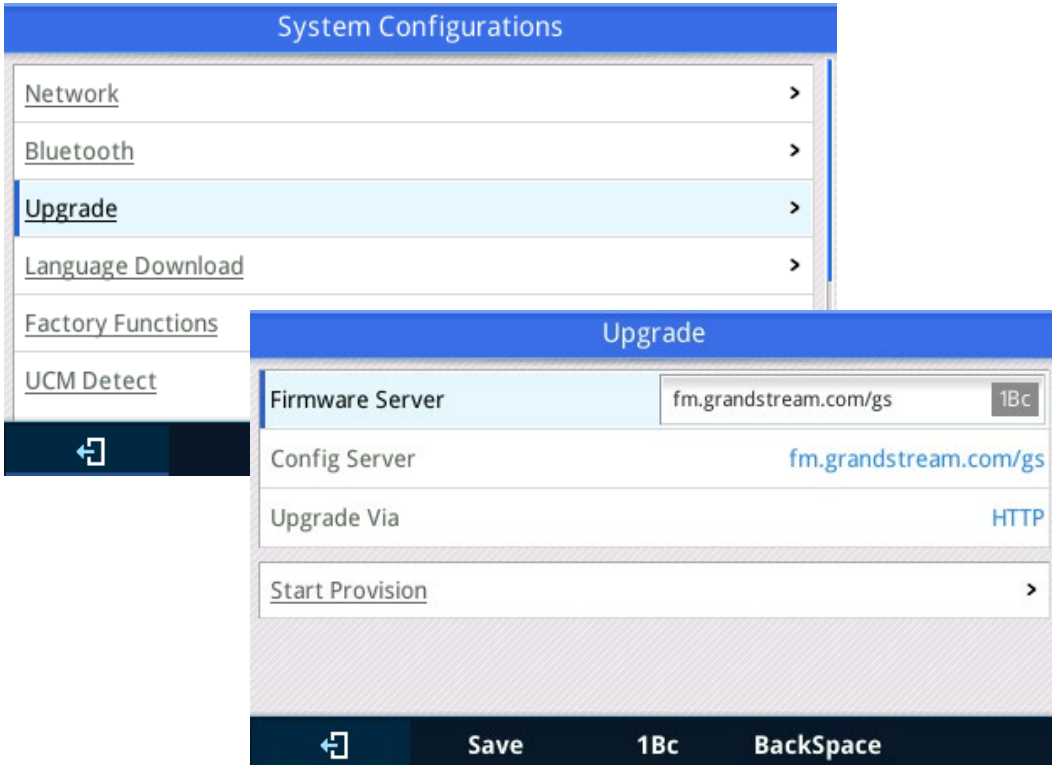 System Configurations
Network >
Bluetooth >
Upgrade >
Language Download >
Factory Functions
UCM Detect
Upgrade
Firmware Server fm.grandstream.com/gs 1Bc
Config Server fm.grandstream.com/gs
Upgrade Via HTTP
Start Provision >
Save 1Bc BackSpace